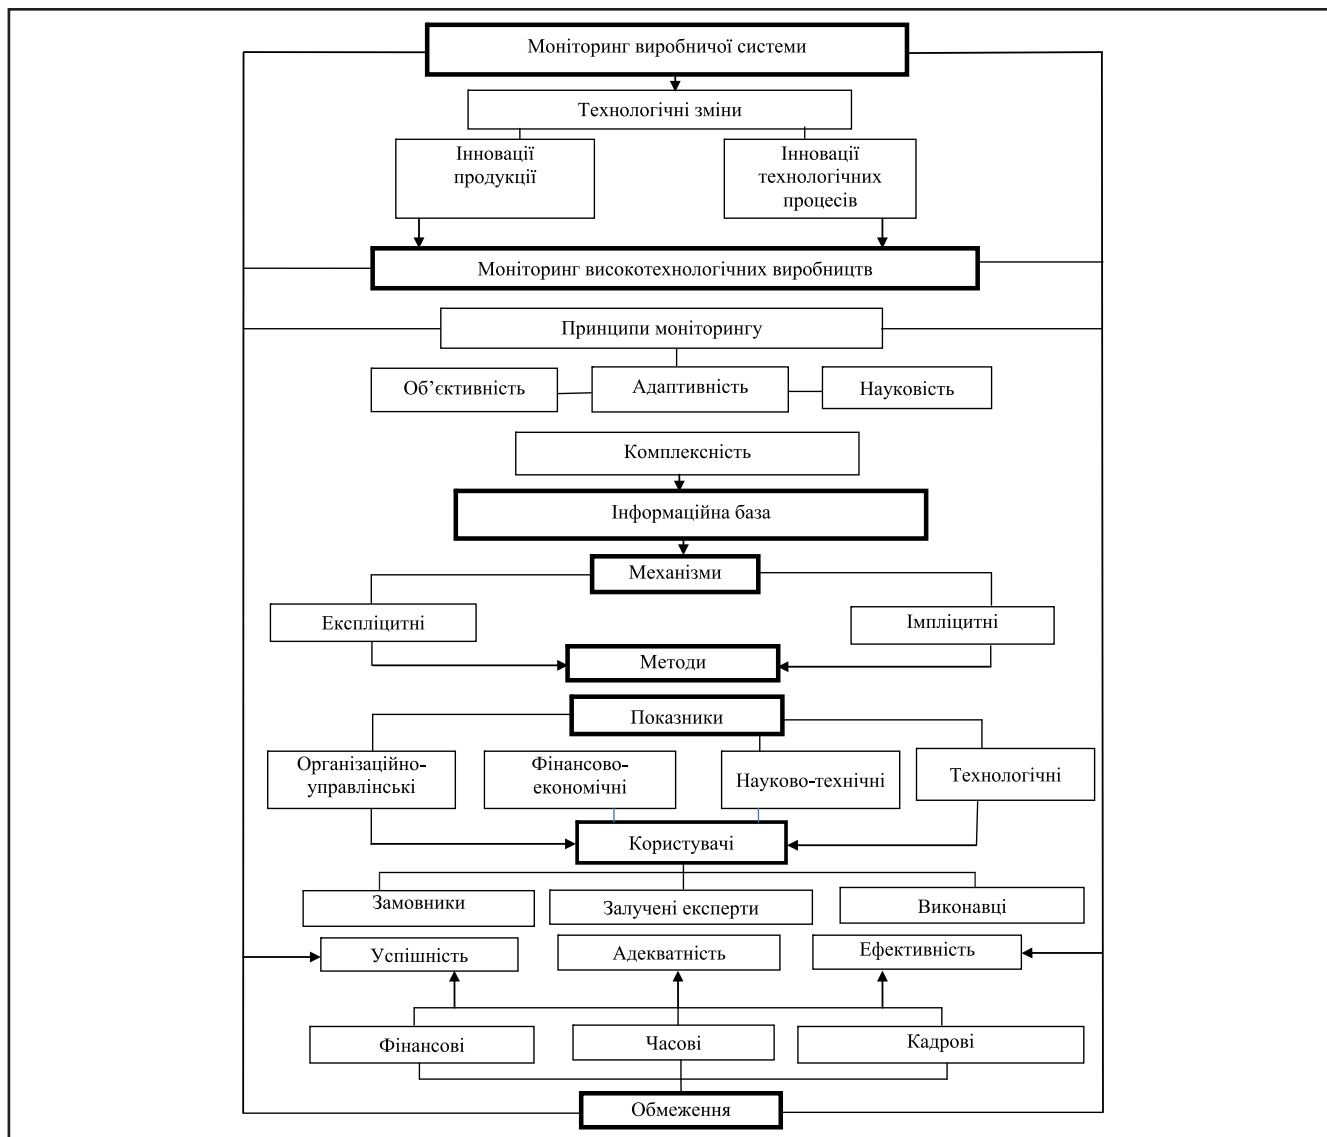 Моніторинг виробничої системи
Технологічні зміни
Інновації
продукції
Інновації
технологічних
процесів
Моніторинг високотехнологічних виробництв
Принципи моніторингу
Об’єктивність
Адаптивність
Науковість
Комплексність
Інформаційна база
Механізми
Експліцитні
Імпліцитні
Методи
Показники
Організаційно-
управлінські
Фінансово-
економічні
Науково-технічні
Технологічні
Користувачі
Замовники
Залучені експерти
Виконавці
Успішність
Адекватність
Ефективність
Фінансові
Часові
Кадрові
Обмеження